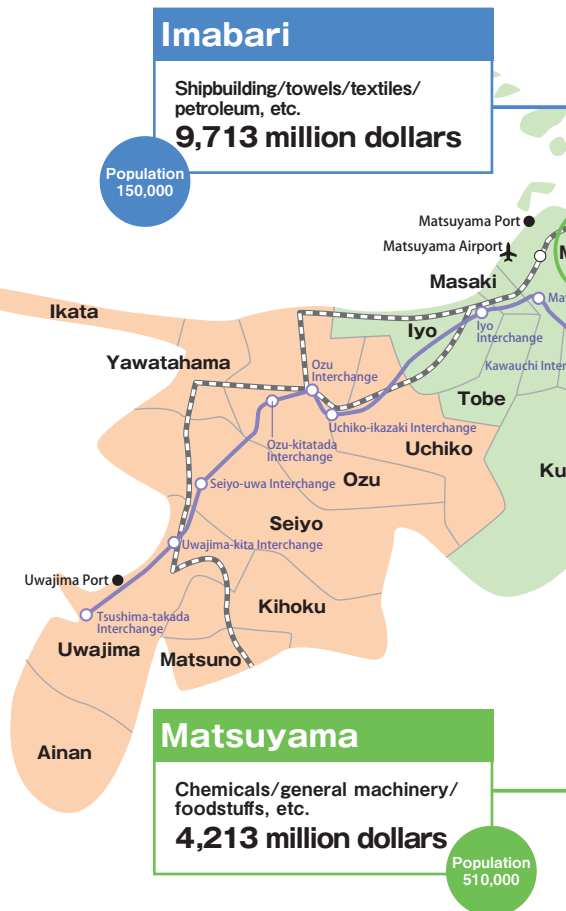 Imabari
Shipbuilding/towels/textiles/
petroleum, etc.
9,713 million dollars
Population
150,000
Matsuyama Port
Matsuyama Airport
Masaki
Ikata
Iyo
Iyo
Interchange
Yawatahama
Ozu
Interchange
Kawauchi Inter
Tobe
Uchiko-ikazaki Interchange
Ozu-kitatada
Interchange
Uchiko
Ozu
Ku
Seiyo-uwa Interchange
Seiyo
Uwajima-kita Interchange
Uwajima Port
Kihoku
Tsushima-takada
Interchange
Uwajima
Matsuno
Ainan
Matsuyama
Chemicals/general machinery/
foodstuffs, etc.
4,213 million dollars
Population
510,000